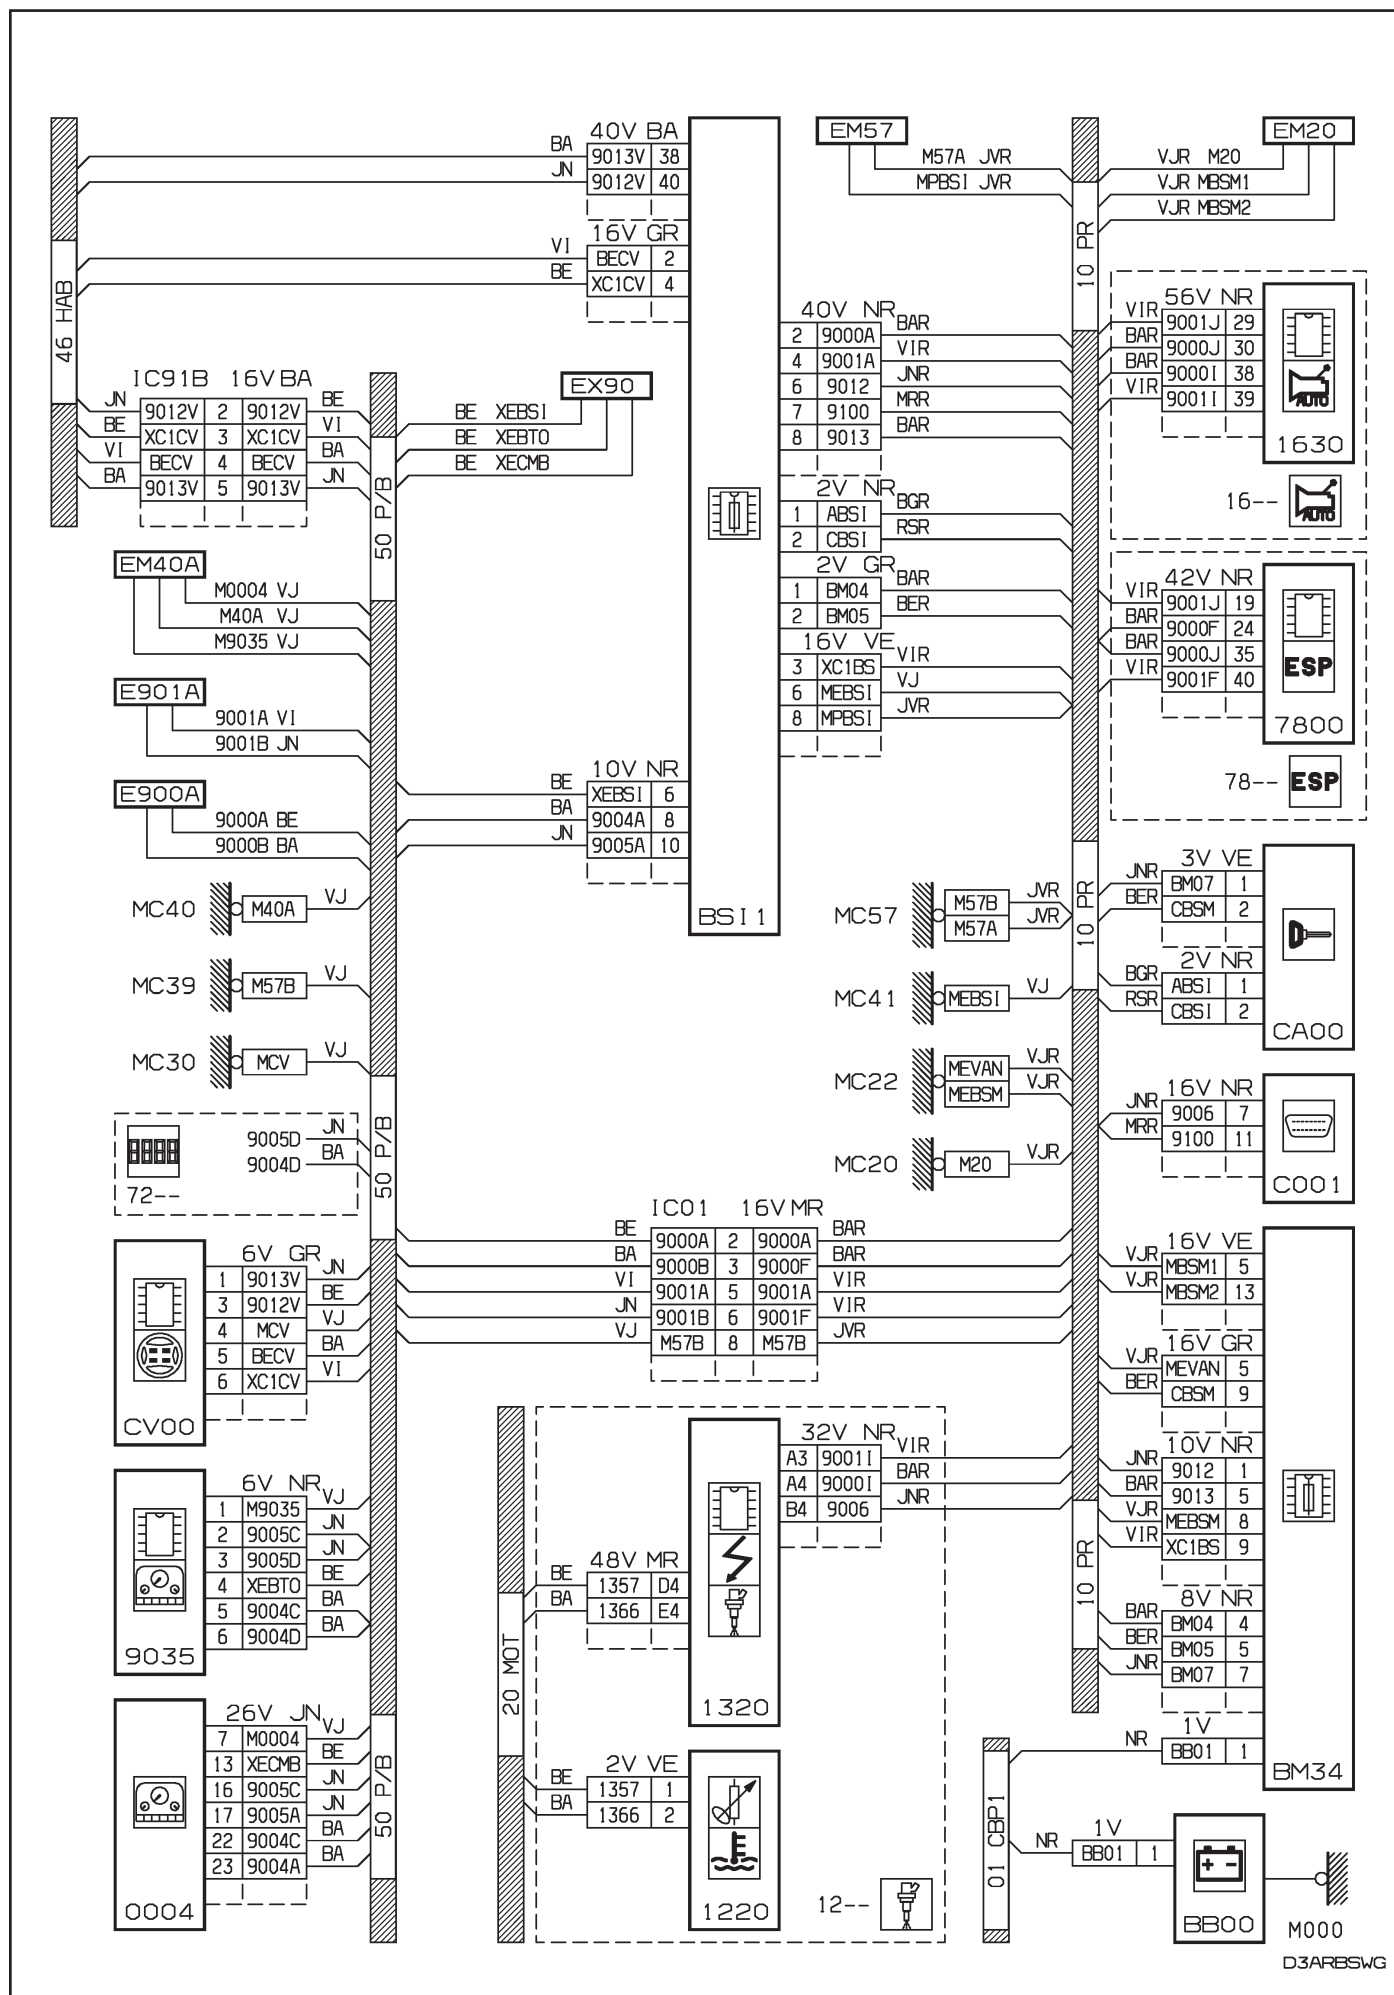 46 HAB
BA
JN
40V BA
9013V 38
9012V 40
VI
BE
16V GR
BECV 2
XC1CV 4
BSI1
EM57
M57A JVR
MPBSI JVR
10 PR
EM20
VJR M20
VJR MBSM1
VJR MBSM2
40V NR
2 9000A BAR
4 9001A VIR
6 9012 JNR
7 9100 MRR
8 9013 BAR
2V NR
1 ABSI BGR
2 CBSI RSR
2V GR
1 BM04 BAR
2 BM05 BER
16V VE
3 XC1BS VIR
6 MEBSI VJ
8 MPBSI JVR
56V NR
VIR 9001J 29
BAR 9000J 30
BAR 9000I 38
VIR 9001I 39
AUTO
1630
16--
AUTO
42V NR
VIR 9001J 19
BAR 9000F 24
BAR 9000J 35
VIR 9001F 40
ESP
7800
78--
ESP
IC91B 16V BA
JN 9012V 2 9012V BE
BE XC1CV 3 XC1CV VI
VI BECV 4 BECV BA
BA 9013V 5 9013V JN
50 P/B
EX90
BE XEBSI
BE XEBTO
BE XECMB
EM40A
M0004 VJ
M40A VJ
M9035 VJ
E901A
9001A VI
9001B JN
E900A
9000A BE
9000B BA
10V NR
BE XEBSI 6
BA 9004A 8
JN 9005A 10
MC40 M40A VJ
MC39 M57B VJ
MC30 MCV VJ
MC57 M57B JVR
M57A JVR
MC41 MEBSI VJ
MC22 MEVAN VJR
MEBSM VJR
MC20 M20 VJR
10 PR
3V VE
JNR BM07 1
BER CBSM 2
2V NR
BGR ABSI 1
RSR CBSI 2
CA00
16V NR
JNR 9006 7
MRR 9100 11
C001
72--
9005D JN
9004D BA
50 P/B
IC01 16V MR
BE 9000A 2 9000A BAR
BA 9000B 3 9000F BAR
VI 9001A 5 9001A VIR
JN 9001B 6 9001F VIR
VJ M57B 8 M57B JVR
6V GR
1 9013V JN
3 9012V BE
4 MCV VJ
5 BECV BA
6 XC1CV VI
CV00
6V NR
1 M9035 VJ
2 9005C JN
3 9005D JN
4 XEBTO BE
5 9004C BA
6 9004D BA
9035
26V JN
7 M0004 VJ
13 XECMB BE
16 9005C JN
17 9005A JN
22 9004C BA
23 9004A BA
0004
50 P/B
20 MOT
32V NR
A3 9001I VIR
A4 9000I BAR
B4 9006 JNR
48V MR
BE 1357 D4
BA 1366 E4
1320
2V VE
BE 1357 1
BA 1366 2
1220
12--
16V VE
VJR MBSM1 5
VJR MBSM2 13
16V GR
VJR MEVAN 5
BER CBSM 9
10V NR
JNR 9012 1
BAR 9013 5
VJR MEBSM 8
VIR XC1BS 9
8V NR
BAR BM04 4
BER BM05 5
JNR BM07 7
10 PR
1V
NR BB01 1
BM34
01 CBP1
1V
NR BB01 1
+ -
BB00
M000
D3ARBSWG